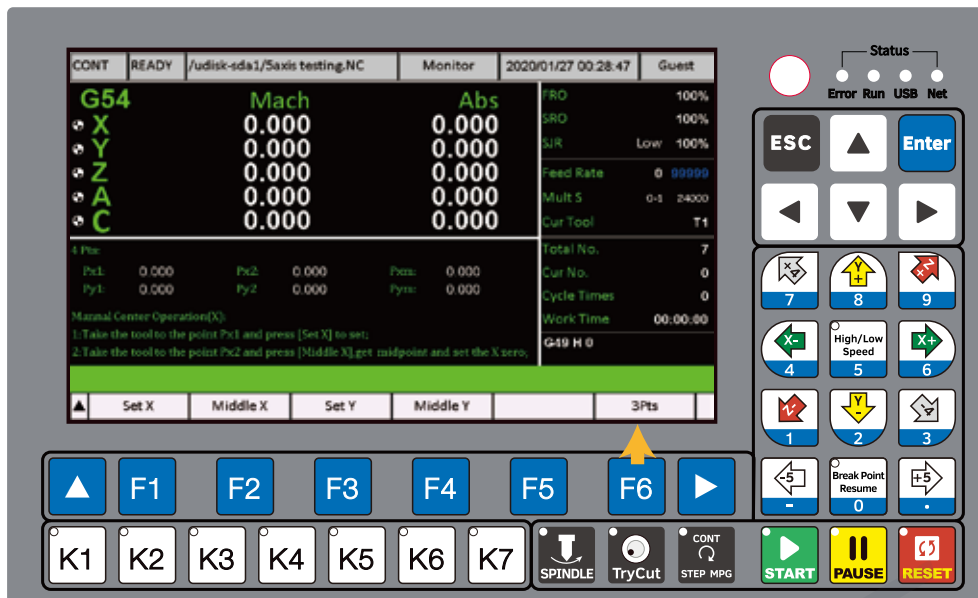 Status
Error Run USB Net
CONT READY /udisk-sda1/5axis testing.NC Monitor 2020/01/27 00:28:47 Guest
G54 Mach Abs
X 0.000 0.000
Y 0.000 0.000
Z 0.000 0.000
A 0.000 0.000
C 0.000 0.000
FRO 100%
SRO 100%
SJR Low 100%
Feed Rate 0 99999
Mult S 0-1 24000
Cur Tool T1
4 Pts:
Px1: 0.000 Px2: 0.000 Pxm: 0.000
Py1: 0.000 Py2 0.000 Pym: 0.000
Mannal Center Operation(X):
1:Take the tool to the point Px1 and press [Set X] to set;
2:Take the tool to the point Px2 and press [Middle X],get midpoint and set the X zero;
Total No. 7
Cur No. 0
Cycle Times 0
Work Time 00:00:00
G49 H 0
▲ Set X Middle X Set Y Middle Y 3Pts
ESC ▲ Enter
◀ ▼ ▶
7 Y+ 8 9
X- 4 High/Low Speed 5 X+ 6
Z- 1 Y- 2 3
-5 - Break Point Resume 0 +5 .
▲ F1 F2 F3 F4 F5 F6 ▶
K1 K2 K3 K4 K5 K6 K7 SPINDLE TryCut CONT STEP MPG START PAUSE RESET